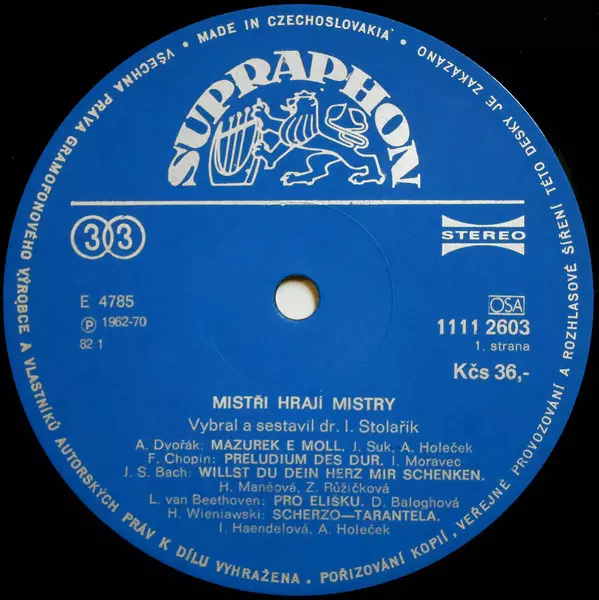 VŠECHNA PRÁVA GRAMOFONOVÉHO VÝROBCE A VLASTNÍKŮ AUTORSKÝCH PRÁV K DÍLU VYHRAŽENA. POŘIZOVÁNÍ KOPIÍ, VEŘEJNÉ PROVOZOVÁNÍ A ROZHLASOVÉ ŠÍŘENÍ TÉTO DESKY JE ZAKÁZÁNO
• MADE IN CZECHOSLOVAKIA •
SUPRAPHON
33
STEREO
E 4785
Ⓟ 1962-70
82 1
OSA
1111 2603
1. strana
Kčs 36,-
MISTŘI HRAJÍ MISTRY
Vybral a sestavil dr. I. Stolařík
A. Dvořák: MAZUREK E MOLL. J. Suk, A. Holeček
F. Chopin: PRELUDIUM DES DUR. I. Moravec
J. S. Bach: WILLST DU DEIN HERZ MIR SCHENKEN.
H. Manéová, Z. Růžičková
L. van Beethoven: PRO ELIŠKU. D. Baloghová
H. Wieniawski: SCHERZO—TARANTELA.
I. Haendelová, A. Holeček